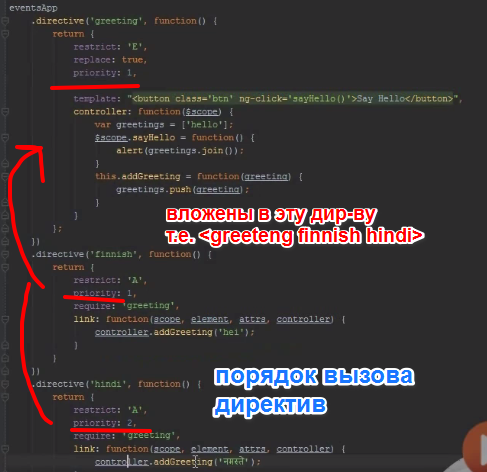 eventsApp
.directive('greeting', function() {
return {
restrict: 'E',
replace: true,
priority: 1,
template: "<button class='btn' ng-click='sayHello()'>Say Hello</button>",
controller: function($scope) {
var greetings = ['hello'];
$scope.sayHello = function() {
alert(greetings.join());
}
this.addGreeting = function(greeting) {
greetings.push(greeting);
}
}
};
вложены в эту дир-ву
т.е. <greeteng finnish hindi>
})
.directive('finnish', function() {
return {
restrict: 'A',
priority: 1,
require: 'greeting',
link: function(scope, element, attrs, controller) {
controller.addGreeting('hei');
}
}
порядок вызова
директив
})
.directive('hindi', function() {
return {
restrict: 'A',
priority: 2,
require: 'greeting',
link: function(scope, element, attrs, controller) {
controller.addGreeting('नमस्ते');